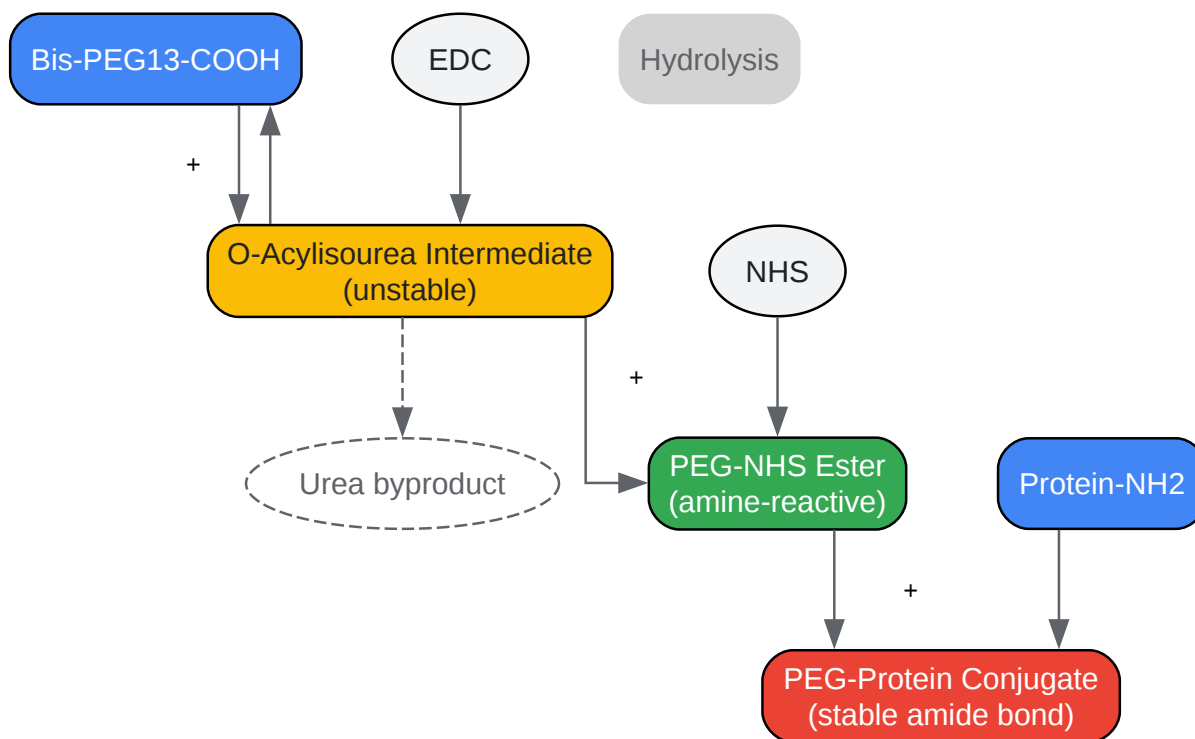 Bis-PEG13-COOH
EDC
Hydrolysis
+
O-Acylisourea Intermediate
(unstable)
NHS
+
Urea byproduct
PEG-NHS Ester
(amine-reactive)
Protein-NH2
+
PEG-Protein Conjugate
(stable amide bond)